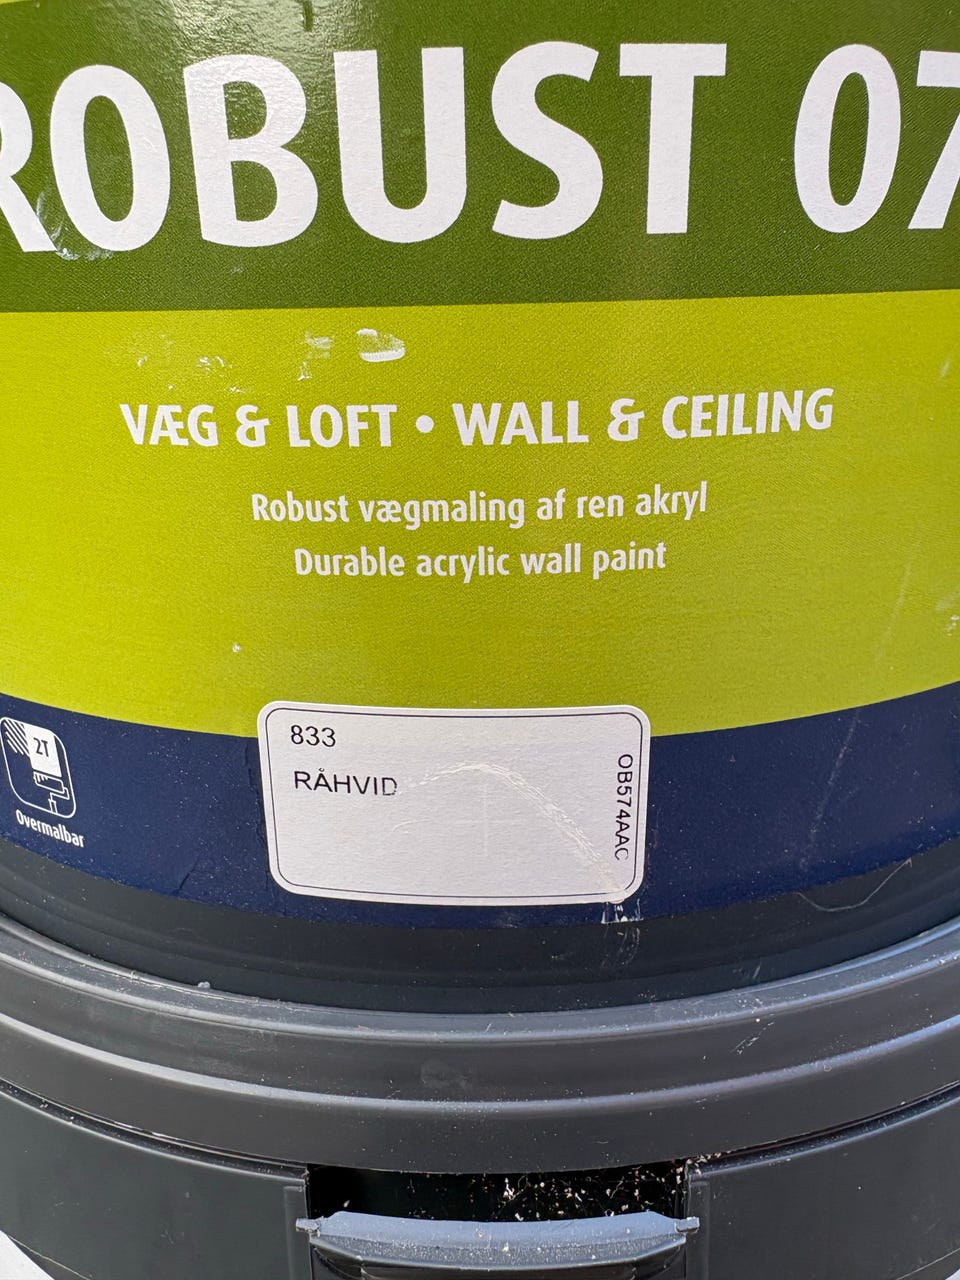 ROBUST 07
VÆG & LOFT • WALL & CEILING
Robust vægmaling af ren akryl
Durable acrylic wall paint
2T
Overmalbar
833
RÅHVID
OB574AAC